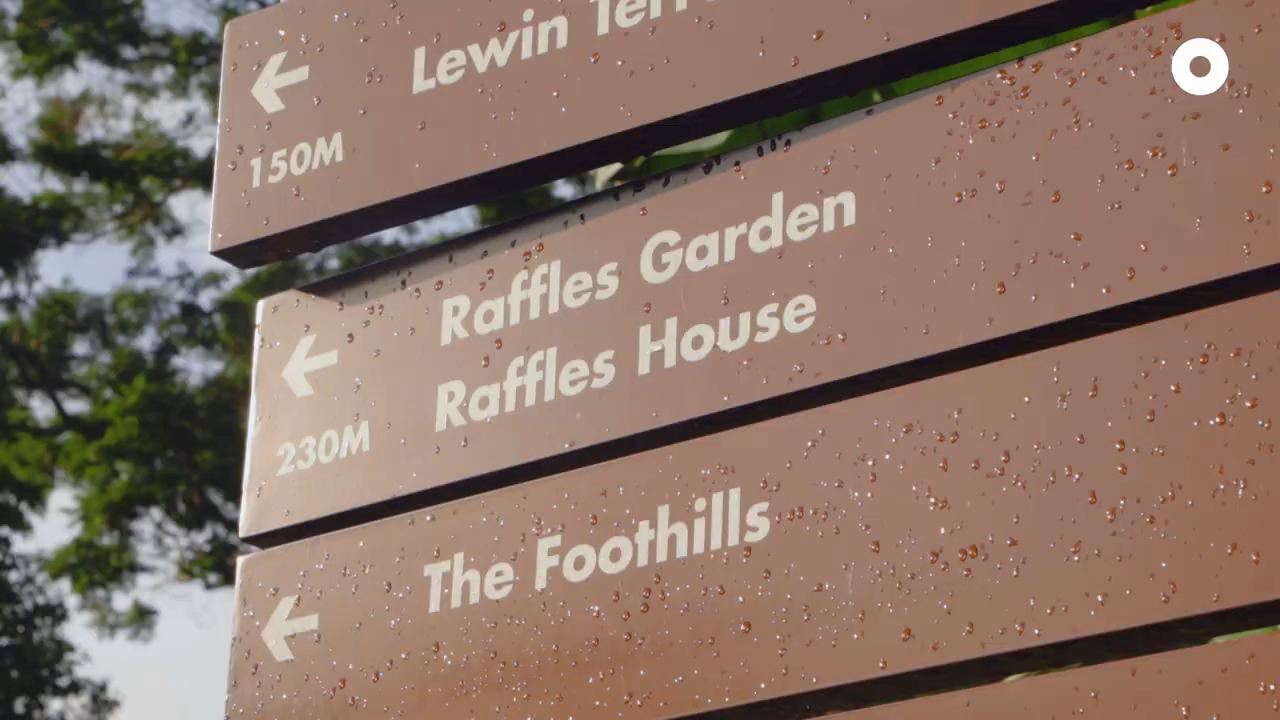 Lewin
150M
Raffles Garden
Raffles House
230M
The Foothills